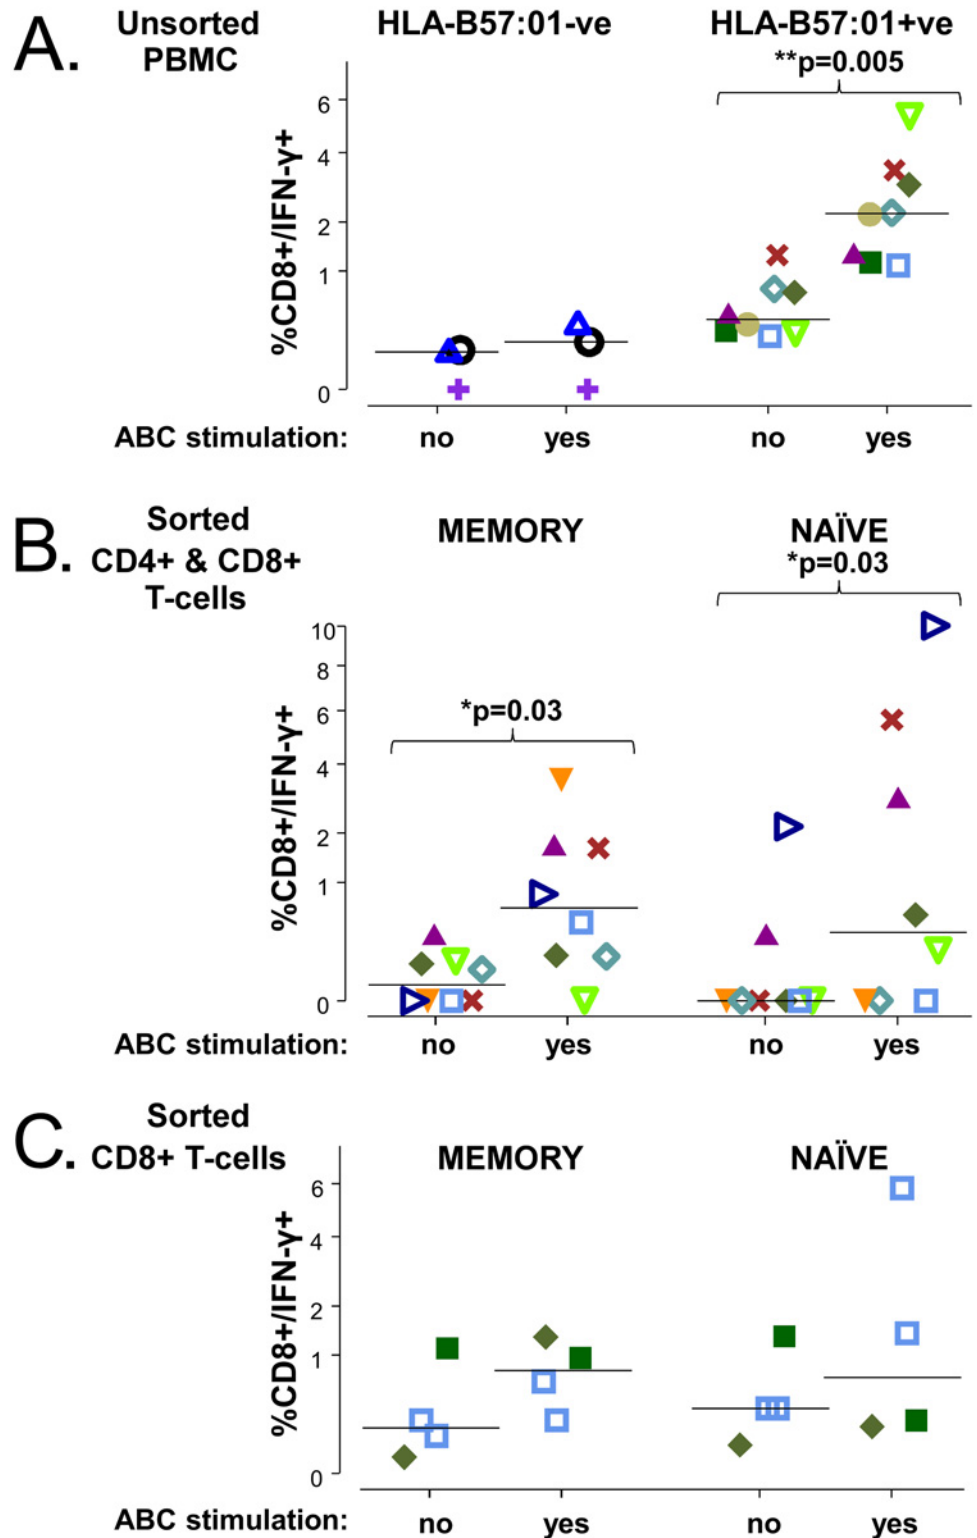 A.
Unsorted
PBMC
HLA-B57:01-ve
HLA-B57:01+ve
**p=0.005
%CD8+/IFN-γ+
6
4
2
1
0
ABC stimulation:
no
yes
no
yes
B.
Sorted
CD4+ & CD8+
T-cells
MEMORY
NAÏVE
*p=0.03
*p=0.03
%CD8+/IFN-γ+
10
8
6
4
2
1
0
ABC stimulation:
no
yes
no
yes
C.
Sorted
CD8+ T-cells
MEMORY
NAÏVE
%CD8+/IFN-γ+
6
4
2
1
0
ABC stimulation:
no
yes
no
yes